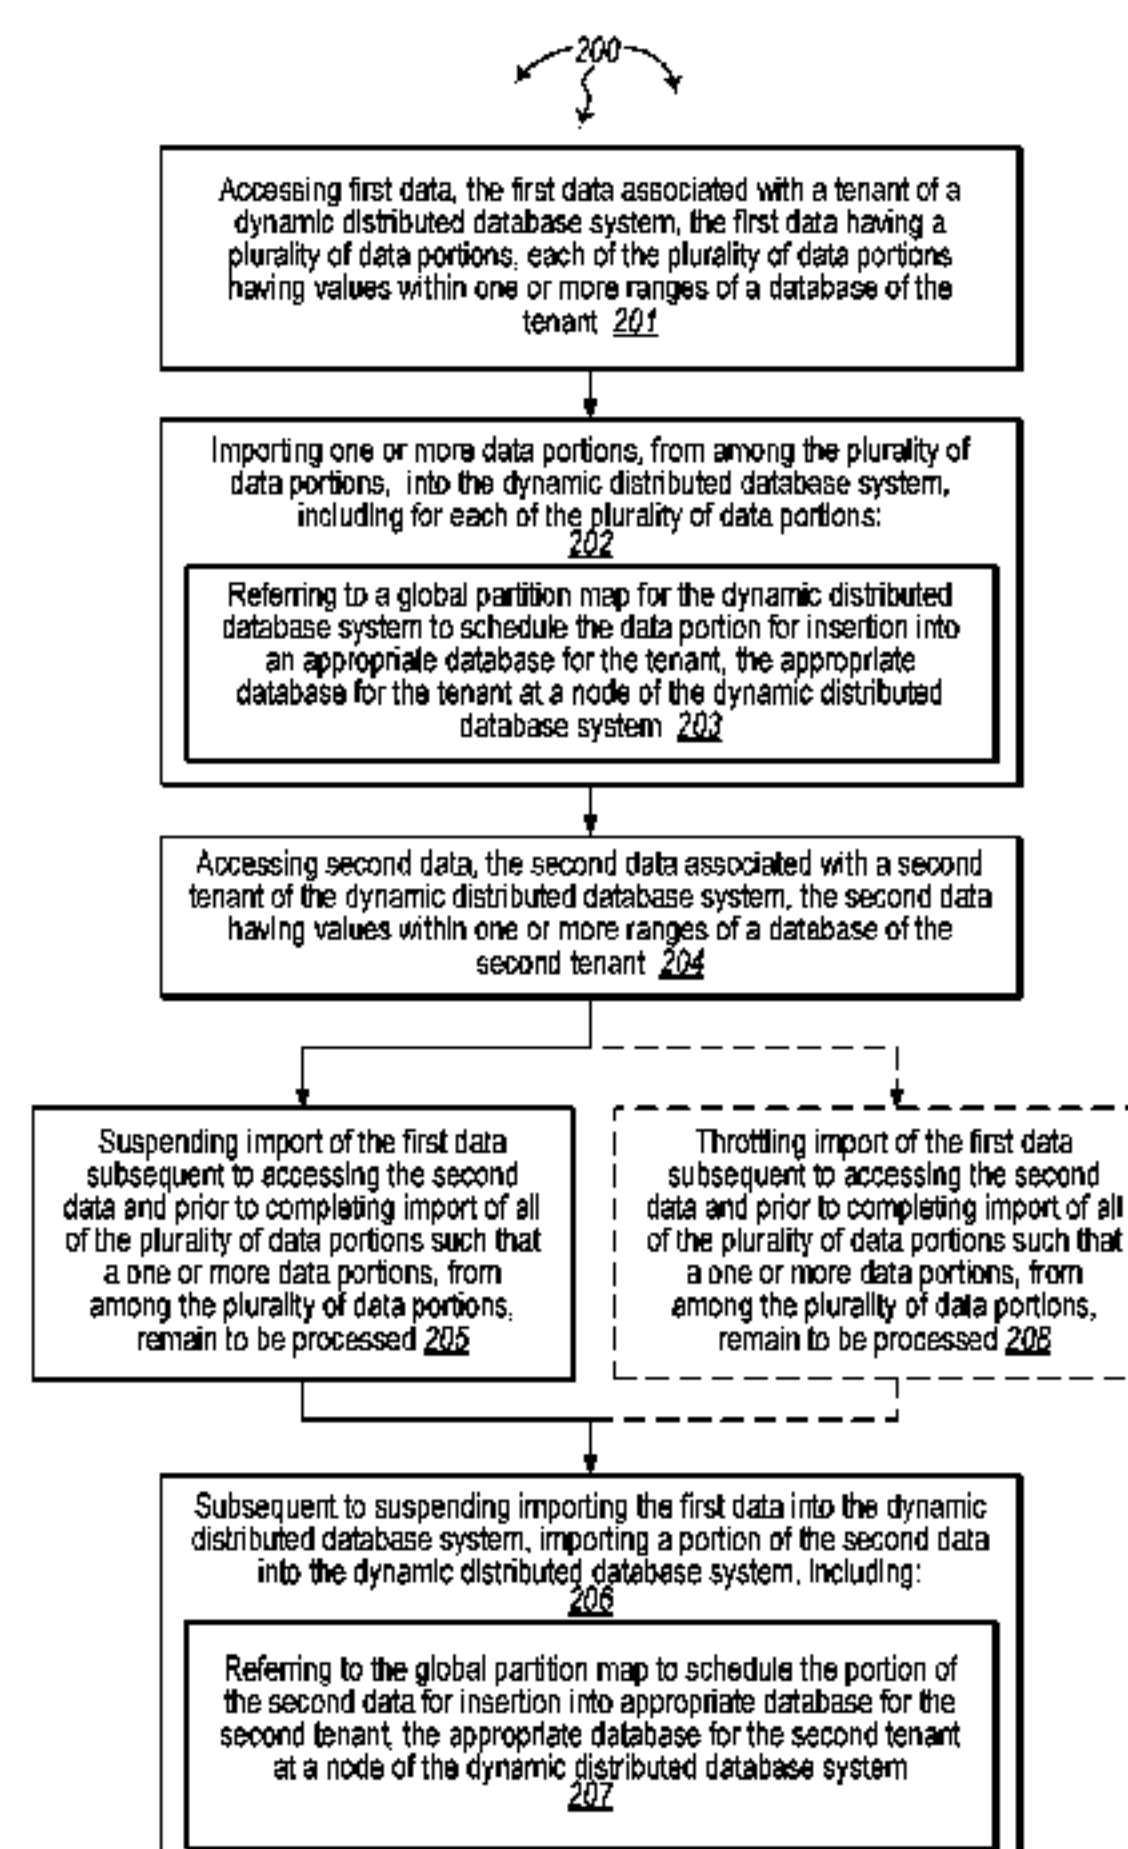 200
Accessing first data, the first data associated with a tenant of a
dynamic distributed database system, the first data having a
plurality of data portions, each of the plurality of data portions
having values within one or more ranges of a database of the
tenant 201
Importing one or more data portions, from among the plurality of
data portions, into the dynamic distributed database system,
including for each of the plurality of data portions:
202
Referring to a global partition map for the dynamic distributed
database system to schedule the data portion for insertion into
an appropriate database for the tenant, the appropriate
database for the tenant at a node of the dynamic distributed
database system 203
Accessing second data, the second data associated with a second
tenant of the dynamic distributed database system, the second data
having values within one or more ranges of a database of the
second tenant 204
Suspending import of the first data
subsequent to accessing the second
data and prior to completing import of all
of the plurality of data portions such that
a one or more data portions, from
among the plurality of data portions,
remain to be processed 205
Throttling import of the first data
subsequent to accessing the second
data and prior to completing import of all
of the plurality of data portions such that
a one or more data portions, from
among the plurality of data portions,
remain to be processed 208
Subsequent to suspending importing the first data into the dynamic
distributed database system, importing a portion of the second data
into the dynamic distributed database system, including:
206
Referring to the global partition map to schedule the portion of
the second data for insertion into appropriate database for the
second tenant, the appropriate database for the second tenant
at a node of the dynamic distributed database system
207